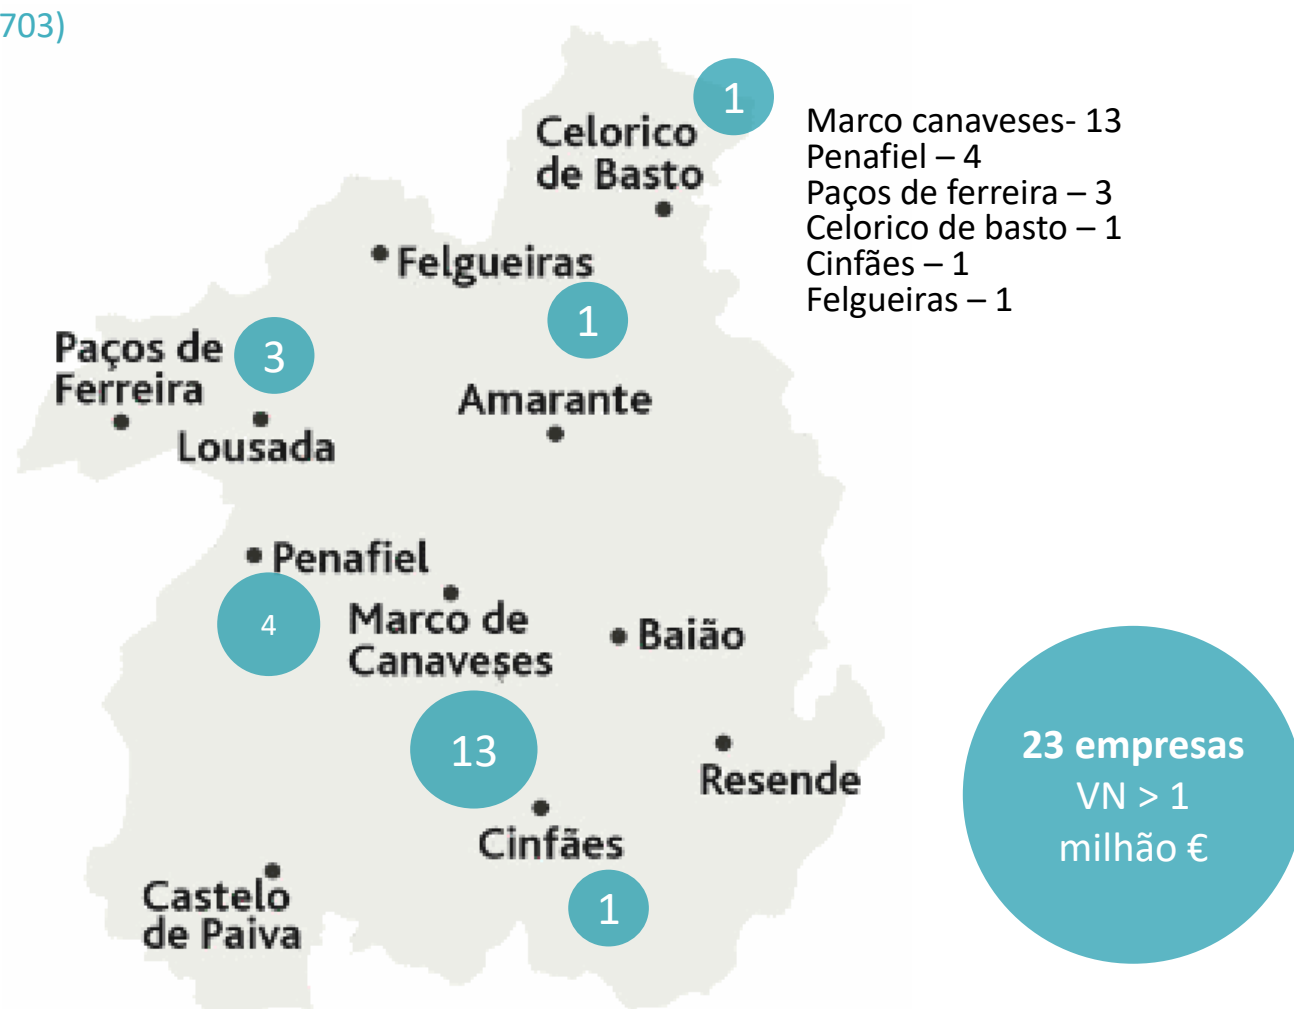 703)
1
Celorico
de Basto
Marco canaveses- 13
Penafiel – 4
Paços de ferreira – 3
Celorico de basto – 1
Cinfães – 1
Felgueiras – 1
Felgueiras
1
Paços de
Ferreira
3
Lousada
Amarante
Penafiel
4
Marco de
Canaveses
Baião
13
Resende
Cinfães
1
Castelo
de Paiva
23 empresas
VN > 1
milhão €